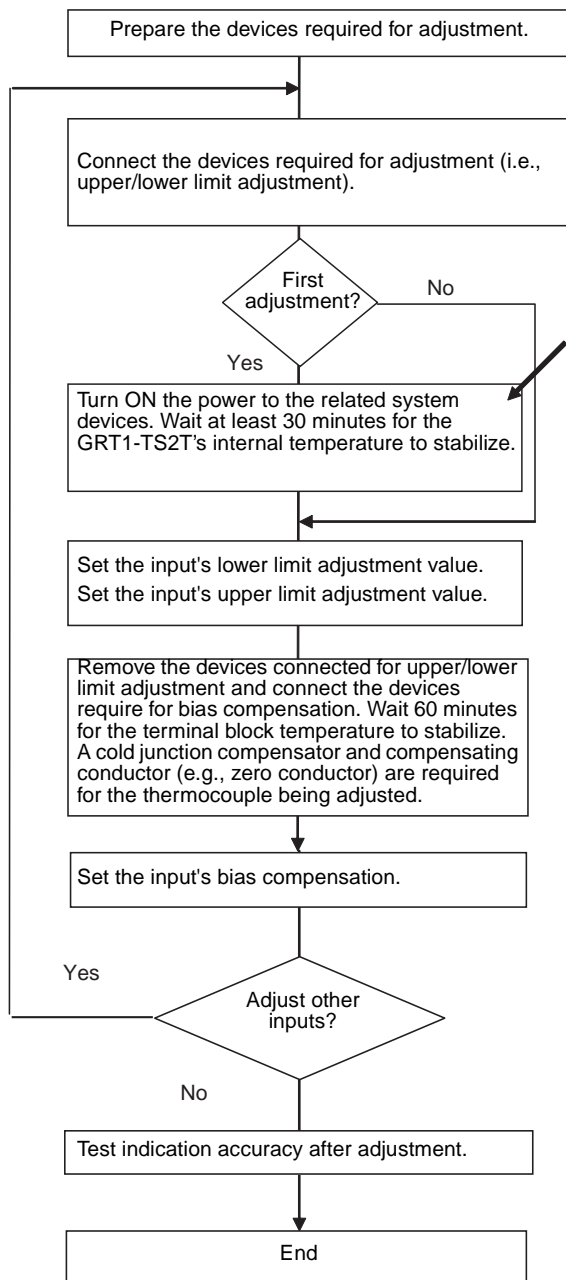 Prepare the devices required for adjustment.
Connect the devices required for adjustment (i.e.,
upper/lower limit adjustment).
First
adjustment?
No
Yes
Turn ON the power to the related system
devices. Wait at least 30 minutes for the
GRT1-TS2T's internal temperature to stabilize.
Set the input's lower limit adjustment value.
Set the input's upper limit adjustment value.
Remove the devices connected for upper/lower
limit adjustment and connect the devices
require for bias compensation. Wait 60 minutes
for the terminal block temperature to stabilize.
A cold junction compensator and compensating
conductor (e.g., zero conductor) are required
for the thermocouple being adjusted.
Set the input's bias compensation.
Yes
Adjust other
inputs?
No
Test indication accuracy after adjustment.
End